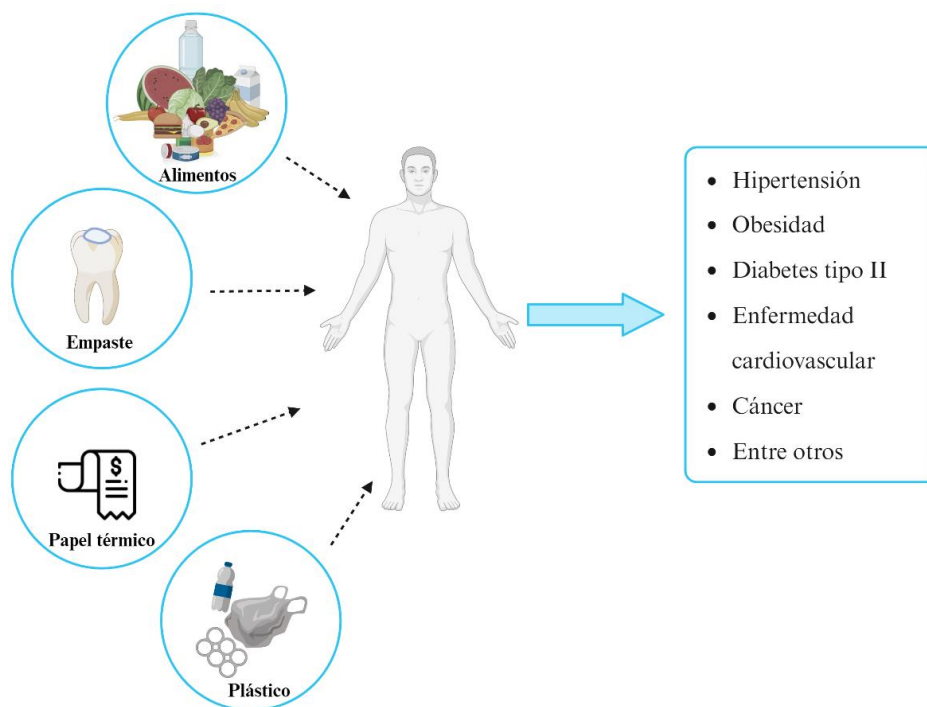 Alimentos
Empaste
$
Papel térmico
Plástico
• Hipertensión
• Obesidad
• Diabetes tipo II
• Enfermedad
cardiovascular
• Cáncer
• Entre otros